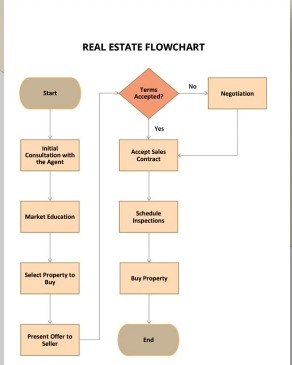 REAL ESTATE FLOWCHART
Start
Initial
Consultation with
the Agent
Market Education
Select Property to
Buy
Present Offer to
Seller
Terms
Accepted?
No
Negotiation
Yes
Accept Sales
Contract
Schedule
Inspections
Buy Property
End